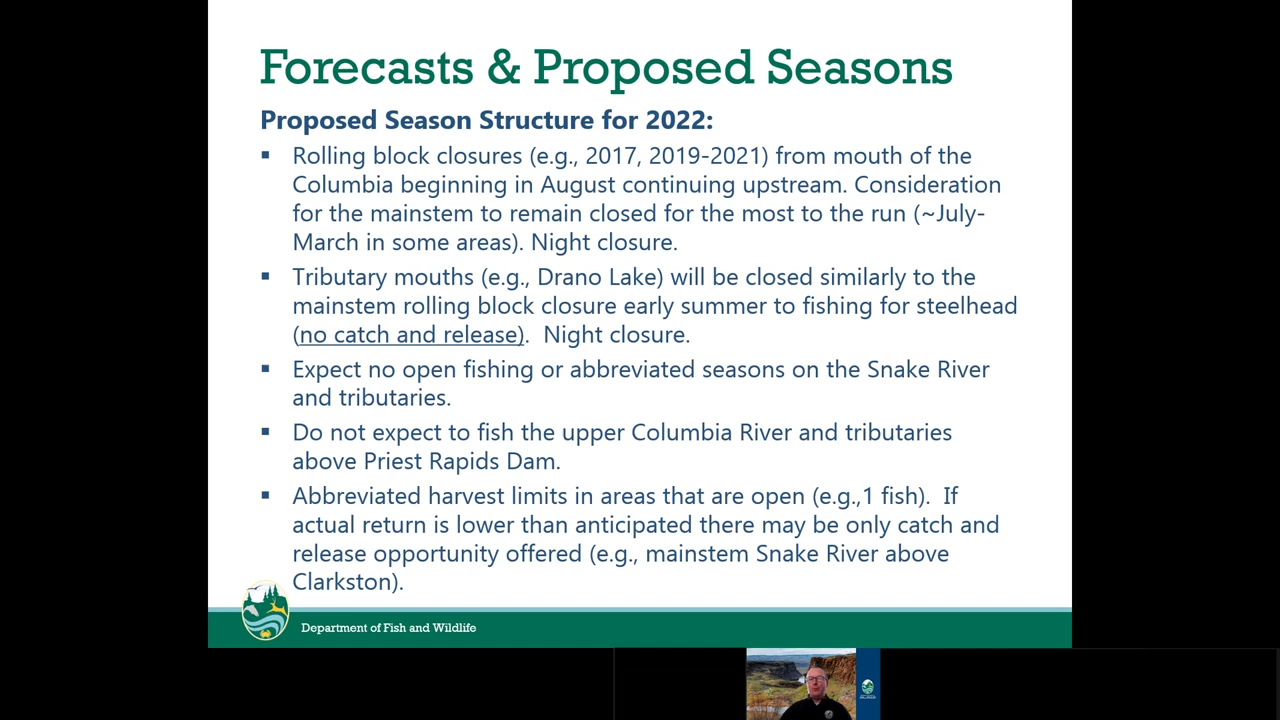 Forecasts & Proposed Seasons
Proposed Season Structure for 2022:
▪ Rolling block closures (e.g., 2017, 2019-2021) from mouth of the
Columbia beginning in August continuing upstream. Consideration
for the mainstem to remain closed for the most to the run (~July-
March in some areas). Night closure.
▪ Tributary mouths (e.g., Drano Lake) will be closed similarly to the
mainstem rolling block closure early summer to fishing for steelhead
(no catch and release).  Night closure.
▪ Expect no open fishing or abbreviated seasons on the Snake River
and tributaries.
▪ Do not expect to fish the upper Columbia River and tributaries
above Priest Rapids Dam.
▪ Abbreviated harvest limits in areas that are open (e.g.,1 fish).  If
actual return is lower than anticipated there may be only catch and
release opportunity offered (e.g., mainstem Snake River above
Clarkston).
Department of Fish and Wildlife